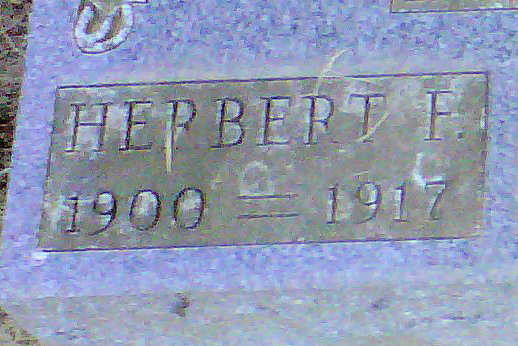 S
HERBERT F.
1900 = 1917